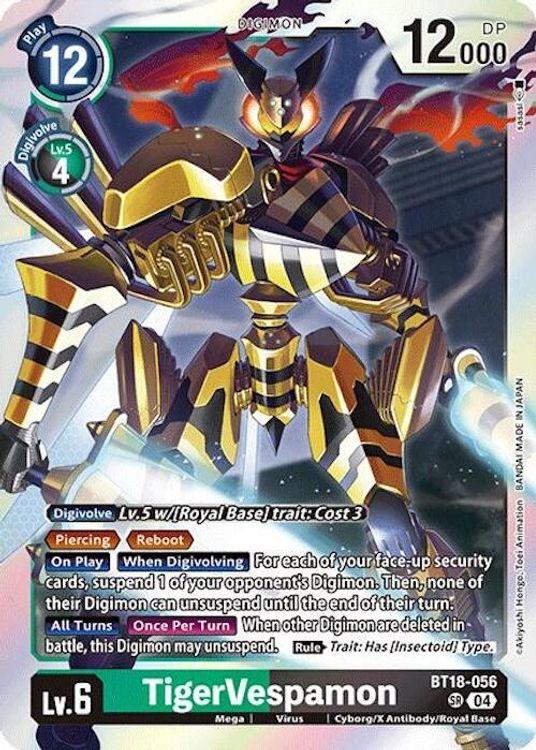 Play
12
DIGIMON
12000
DP
Digivolve
Lv.5
4
sasasi
Digivolve Lv.5 w/[Royal Base] trait: Cost 3
Piercing Reboot
On Play When Digivolving For each of your face-up security
cards, suspend 1 of your opponent's Digimon. Then, none of
their Digimon can unsuspend until the end of their turn.
All Turns Once Per Turn When other Digimon are deleted in
battle, this Digimon may unsuspend. Rule Trait: Has [Insectoid] Type.
©Akiyoshi Hongo, Toei Animation BANDAI MADE IN JAPAN
Lv.6
TigerVespamon
BT18-056
SR 04
Mega | Virus | Cyborg/X Antibody/Royal Base